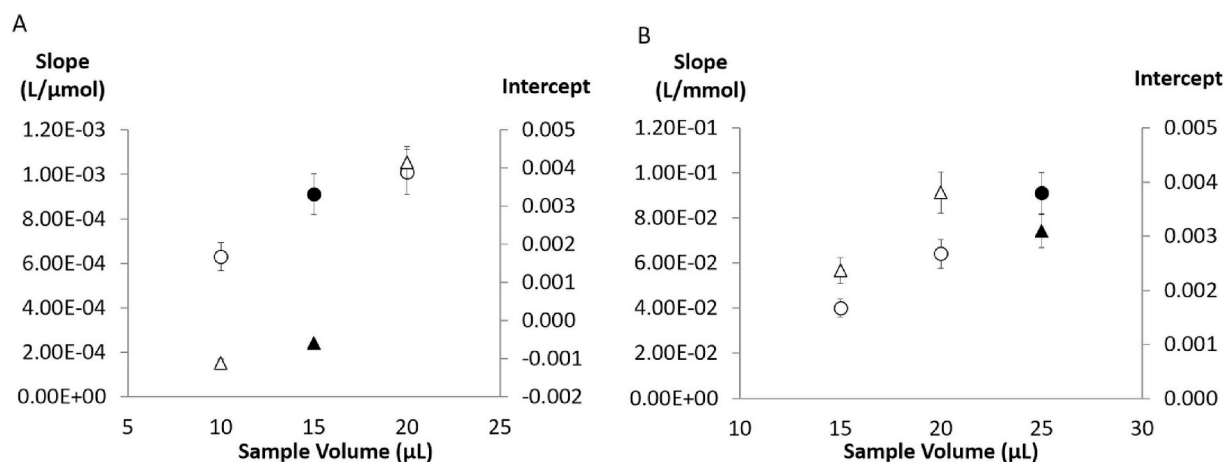 A
Slope
(L/μmol)
Intercept
1.20E-03
1.00E-03
8.00E-04
6.00E-04
4.00E-04
2.00E-04
0.00E+00
0.005
0.004
0.003
0.002
0.001
0.000
-0.001
-0.002
5
10
15
20
25
Sample Volume (μL)
B
Slope
(L/mmol)
Intercept
1.20E-01
1.00E-01
8.00E-02
6.00E-02
4.00E-02
2.00E-02
0.00E+00
0.005
0.004
0.003
0.002
0.001
0.000
10
15
20
25
30
Sample Volume (μL)